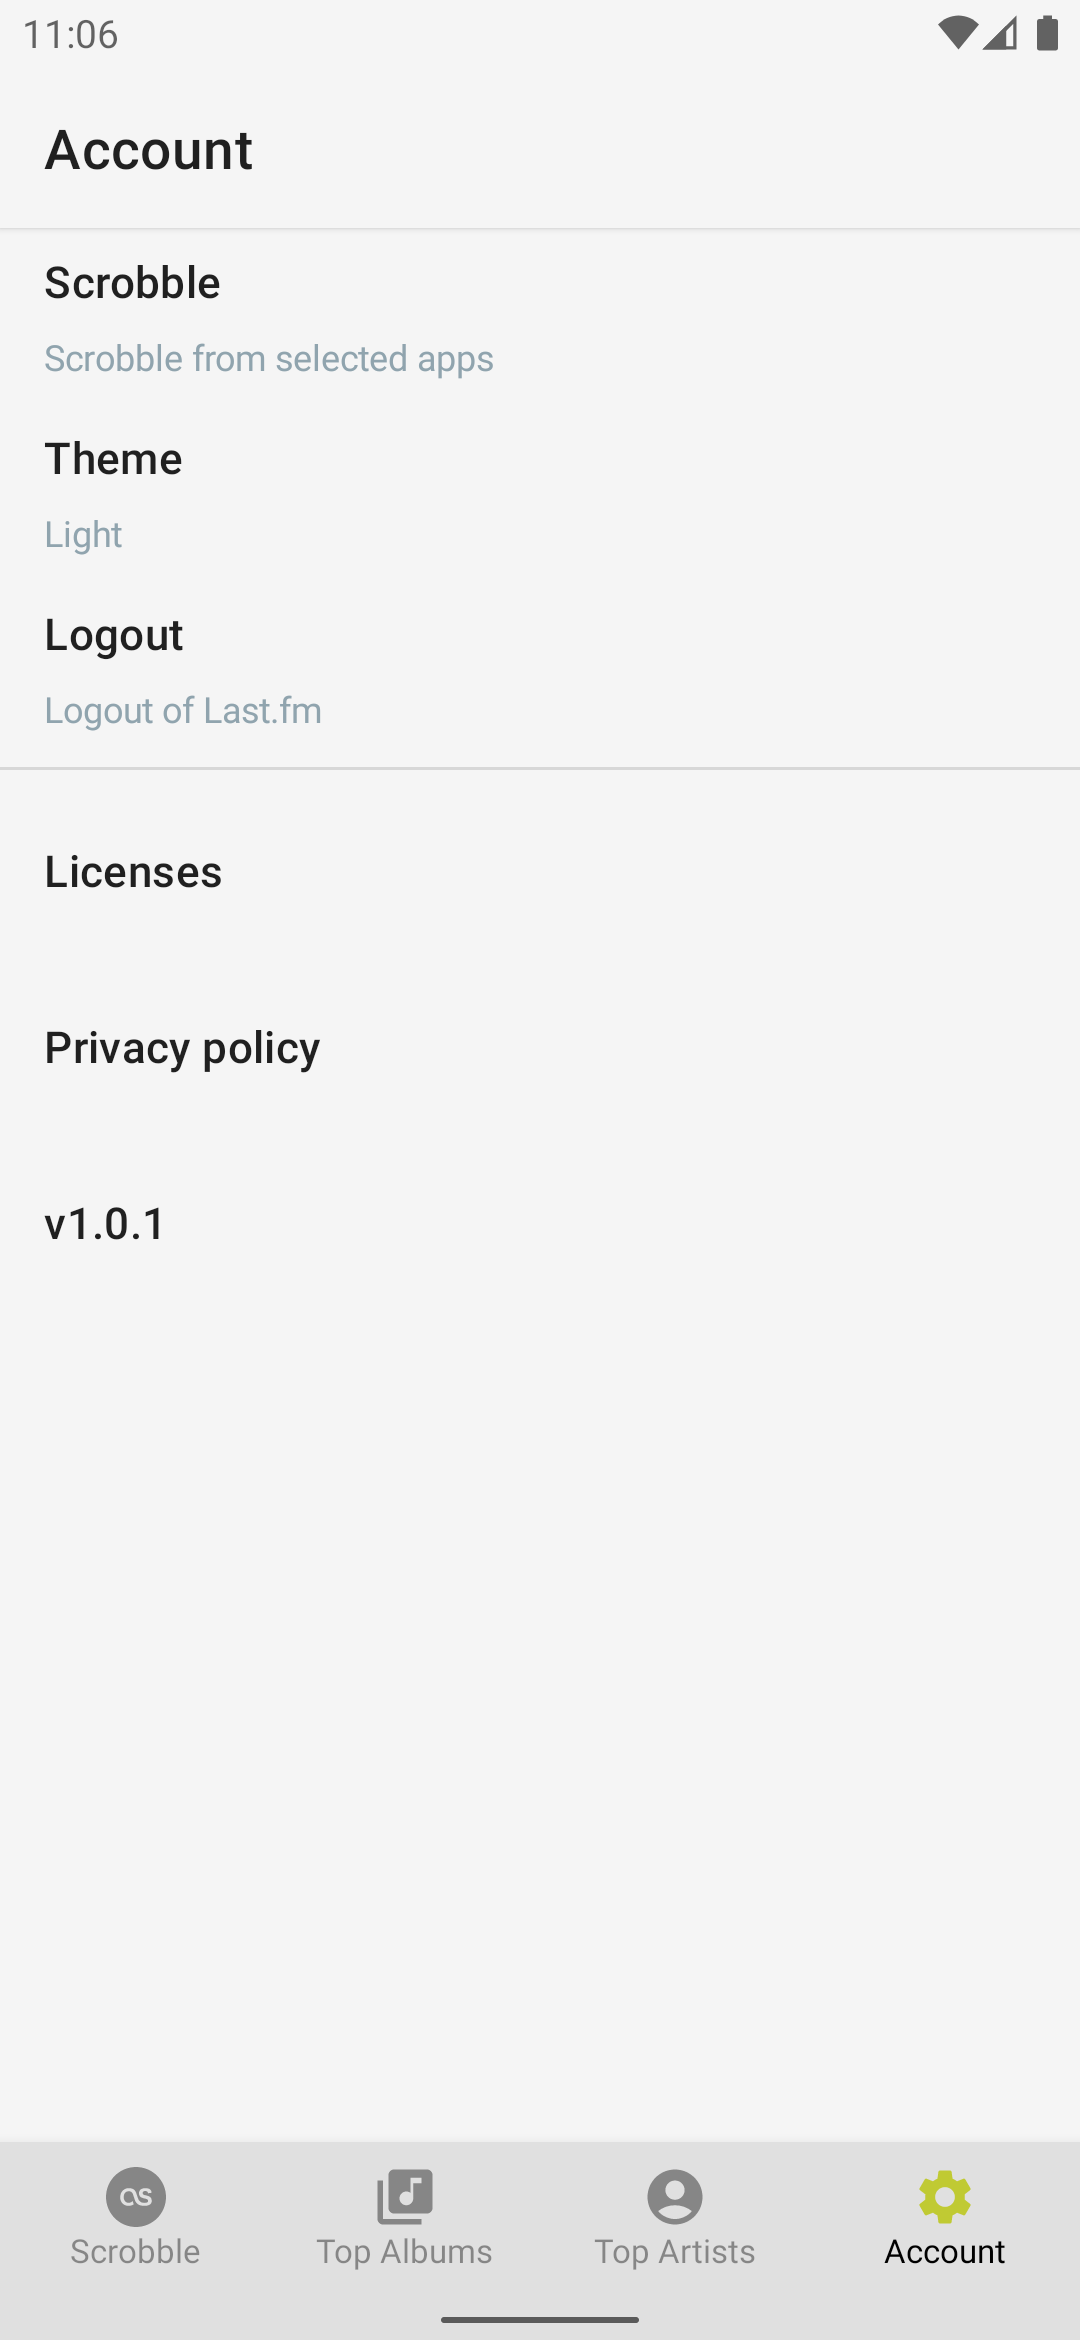 11:06
Account
Scrobble
Scrobble from selected apps
Theme
Light
Logout
Logout of Last.fm
Licenses
Privacy policy
v1.0.1
Scrobble
Top Albums
Top Artists
Account